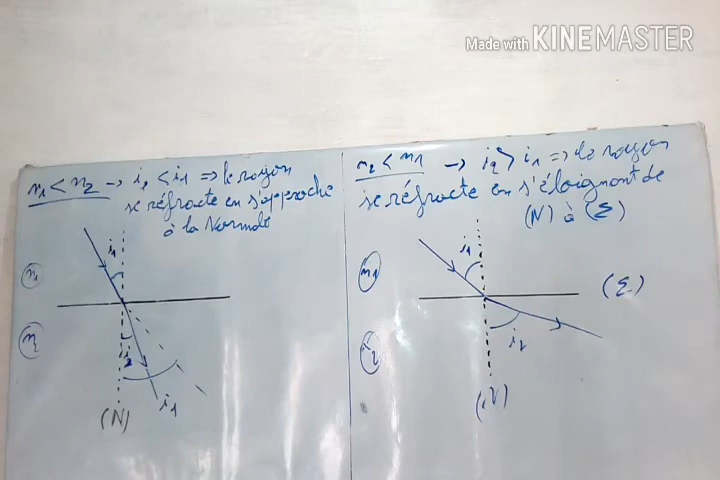 Made with KINEMASTER
n1 < n2 → i2 < i1 ⇒ le rayon
se réfracte en s'approche
à la Normale
i1
n1
n2
i2
i1
(N)
n2 < n1 → i2 > i1 ⇒ le rayon
se réfracte en s'éloignant de
(N) à (Σ)
i1
n1
(Σ)
n2
i2
(N)